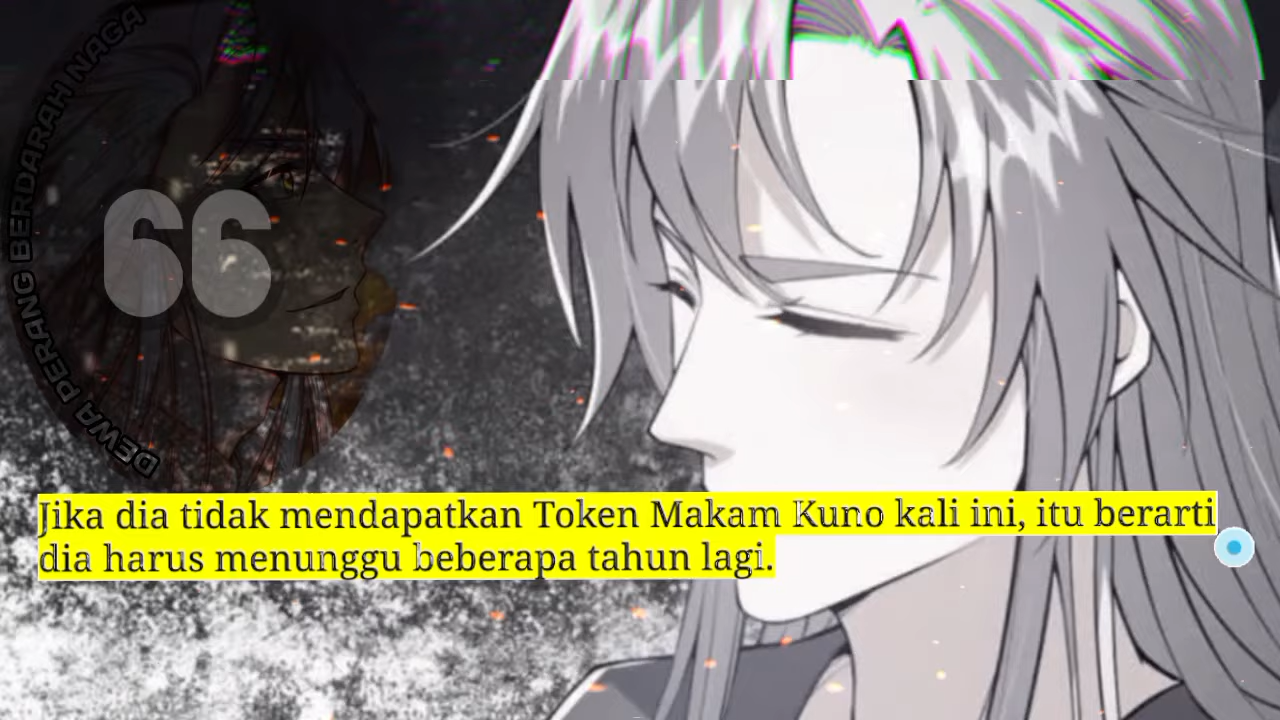 DEWA PERANG BERDARAH NAGA
66
Jika dia tidak mendapatkan Token Makam Kuno kali ini, itu berarti
dia harus menunggu beberapa tahun lagi.